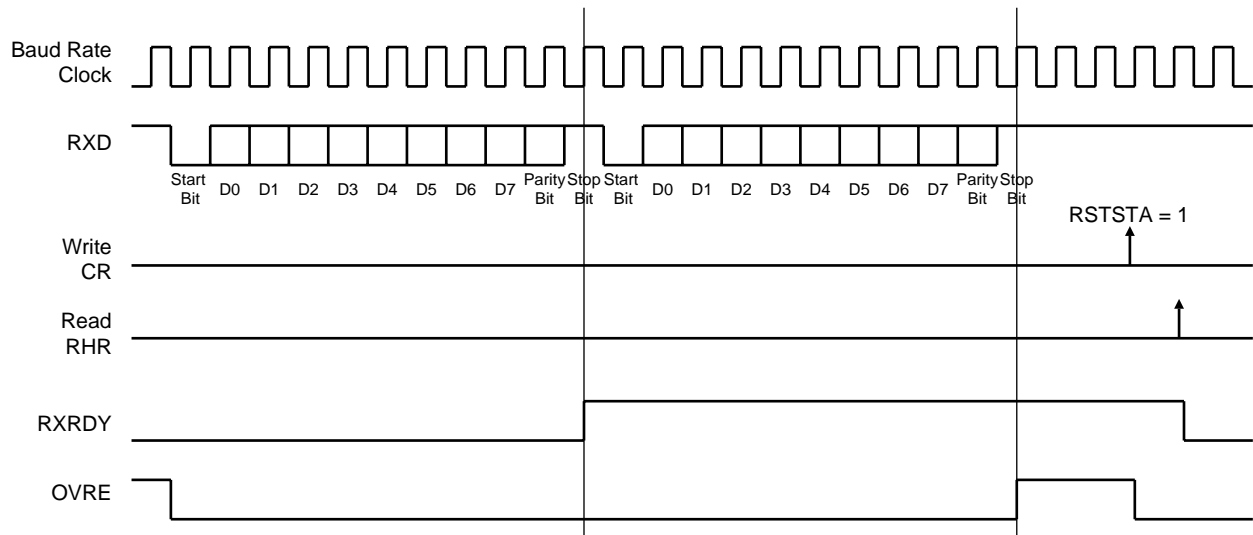 Baud Rate
Clock
RXD
Start
Bit
D0
D1
D2
D3
D4
D5
D6
D7
Parity
Bit
Stop
Bit
Start
Bit
D0
D1
D2
D3
D4
D5
D6
D7
Parity
Bit
Stop
Bit
RSTSTA = 1
Write
CR
Read
RHR
RXRDY
OVRE